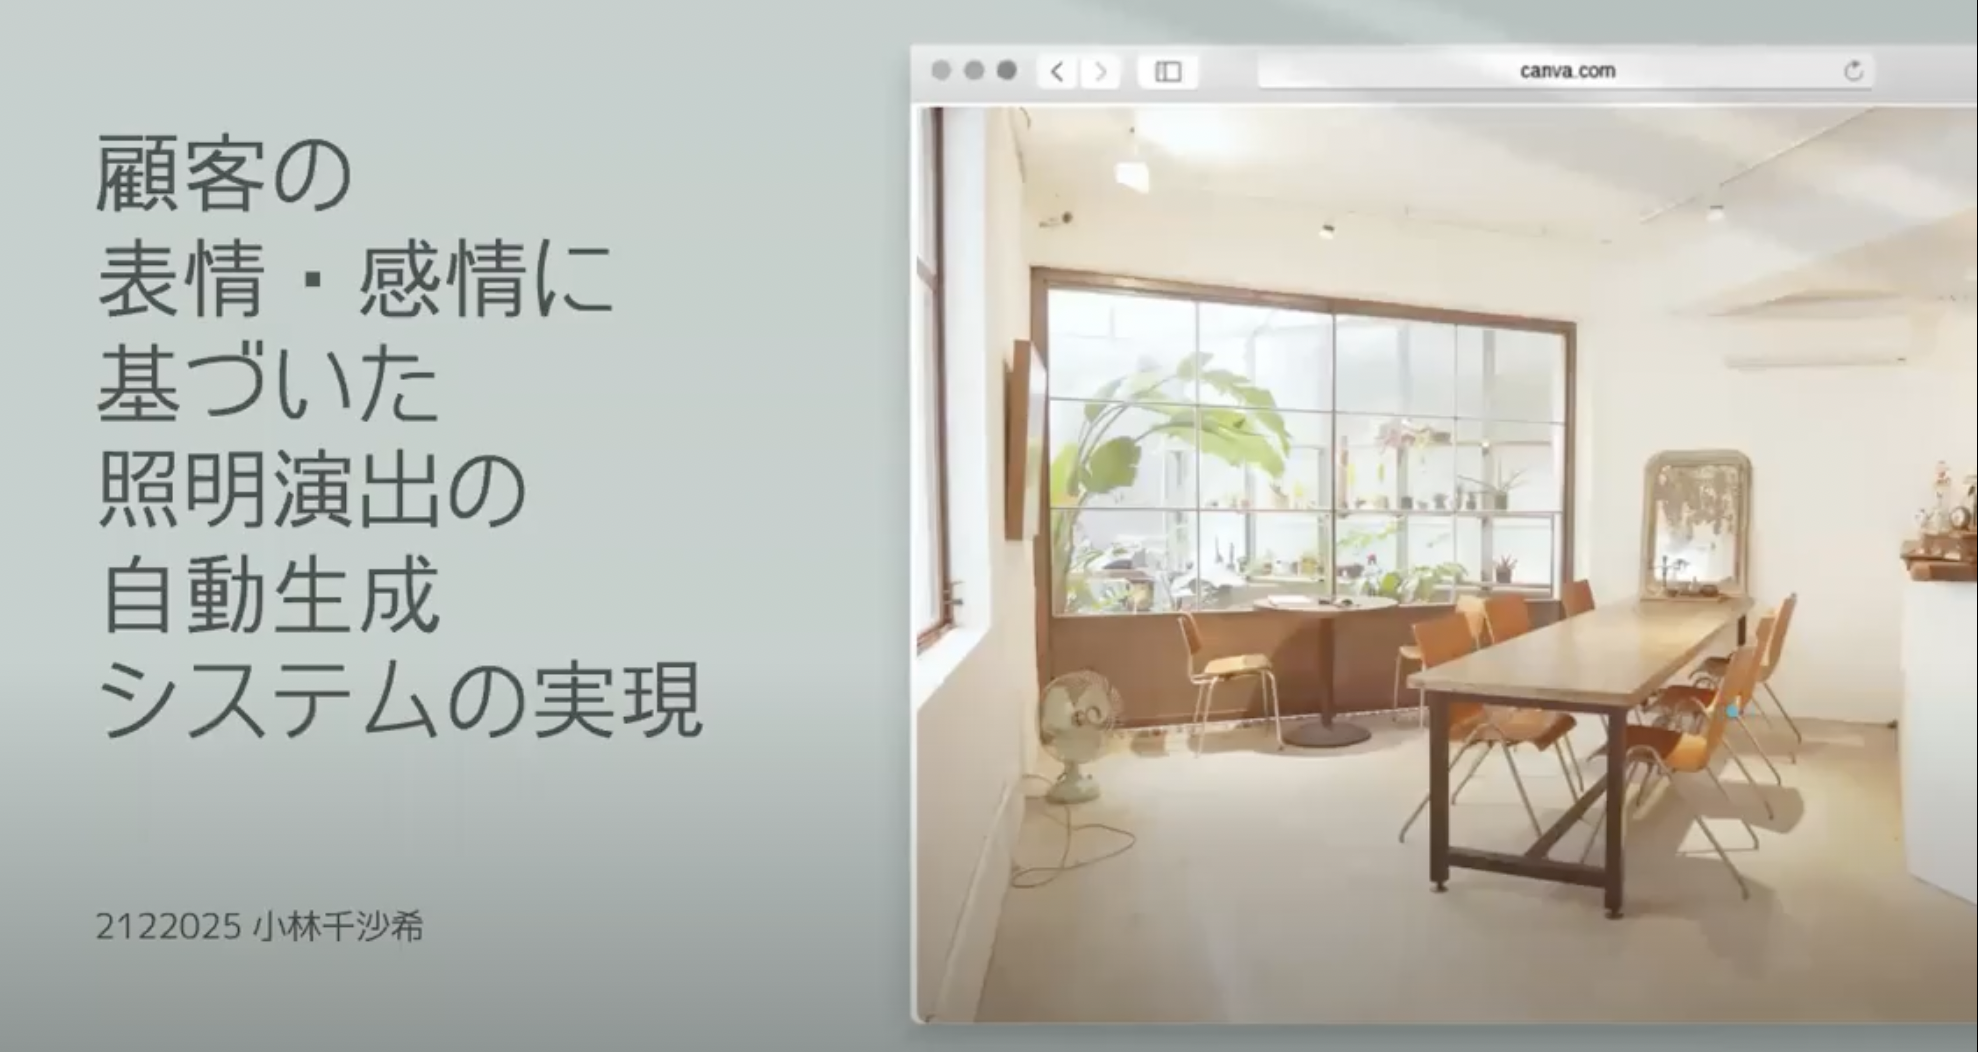 顧客の
表情・感情に
基づいた
照明演出の
自動生成
システムの実現
2122025 小林千沙希
canva.com